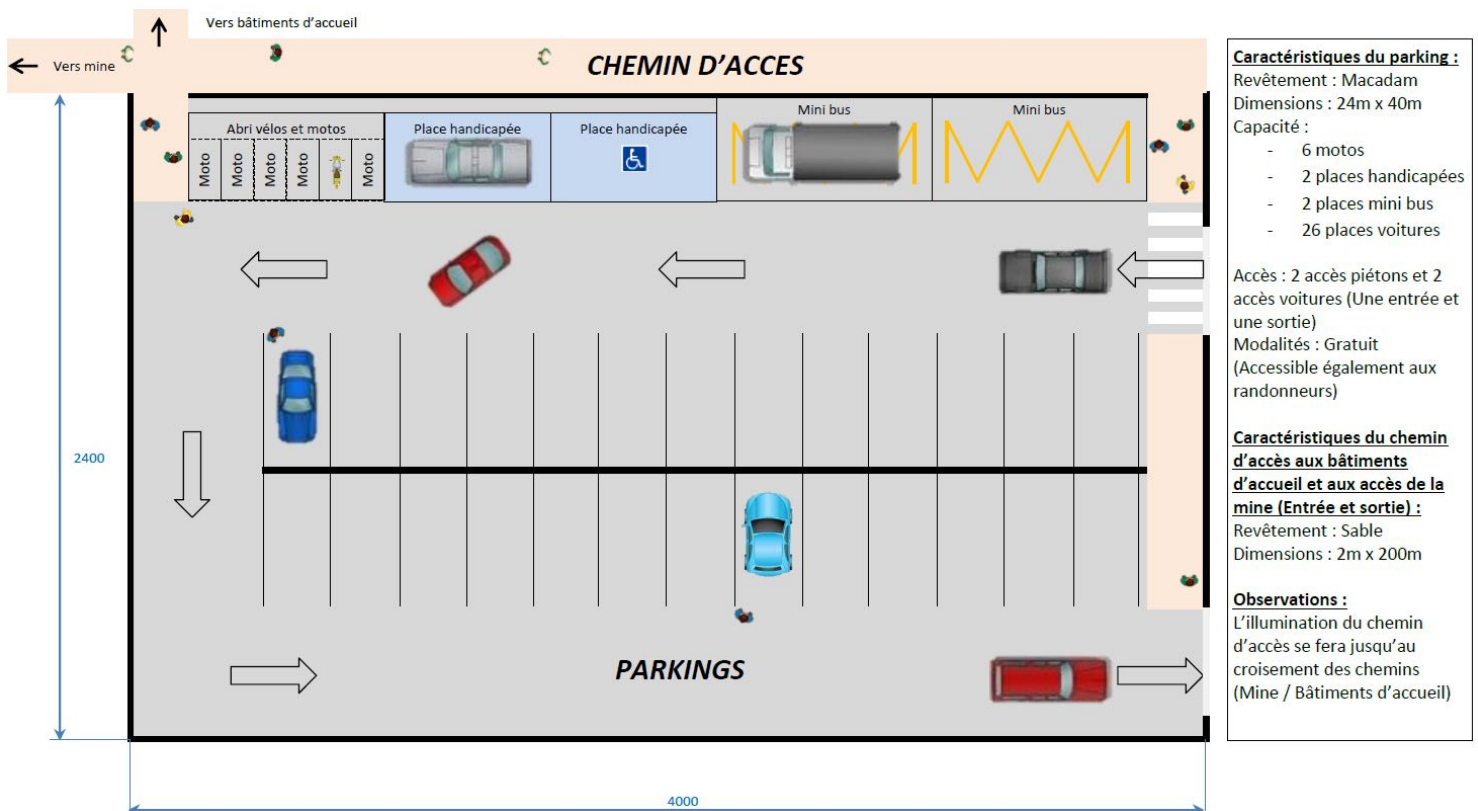 Vers bâtiments d’accueil
Vers mine
CHEMIN D’ACCES
Abri vélos et motos
Moto
Moto
Moto
Moto
Moto
Place handicapée
Place handicapée
Mini bus
Mini bus
2400
PARKINGS
4000
Caractéristiques du parking :
Revêtement : Macadam
Dimensions : 24m x 40m
Capacité :
- 6 motos
- 2 places handicapées
- 2 places mini bus
- 26 places voitures
Accès : 2 accès piétons et 2
accès voitures (Une entrée et
une sortie)
Modalités : Gratuit
(Accessible également aux
randonneurs)
Caractéristiques du chemin
d’accès aux bâtiments
d’accueil et aux accès de la
mine (Entrée et sortie) :
Revêtement : Sable
Dimensions : 2m x 200m
Observations :
L’illumination du chemin
d’accès se fera jusqu’au
croisement des chemins
(Mine / Bâtiments d’accueil)